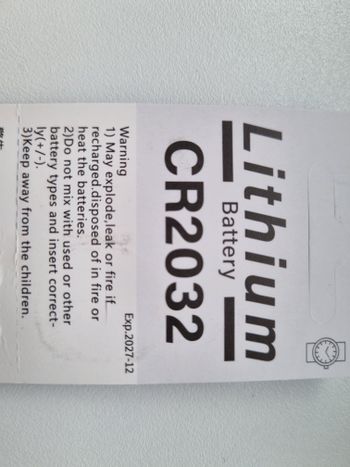 Lithium
Battery
CR2032
Exp.2027-12
Warning
1) May explode,leak or fire if
recharged.disposed of in fire or
heat the batteries.
2)Do not mix with used or other
battery types and insert correct-
ly(+/-).
3)Keep away from the children.